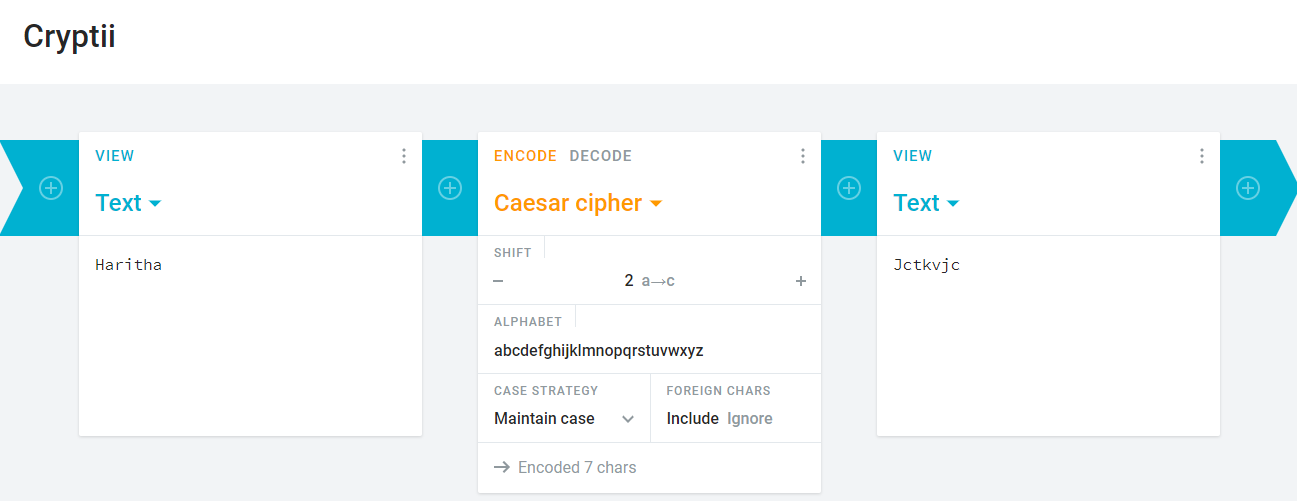 Cryptii
VIEW
Text
Haritha
ENCODE DECODE
Caesar cipher
SHIFT
2 a→c
ALPHABET
abcdefghijklmnopqrstuvwxyz
CASE STRATEGY
Maintain case
FOREIGN CHARS
Include Ignore
→ Encoded 7 chars
VIEW
Text
Jctkvjc